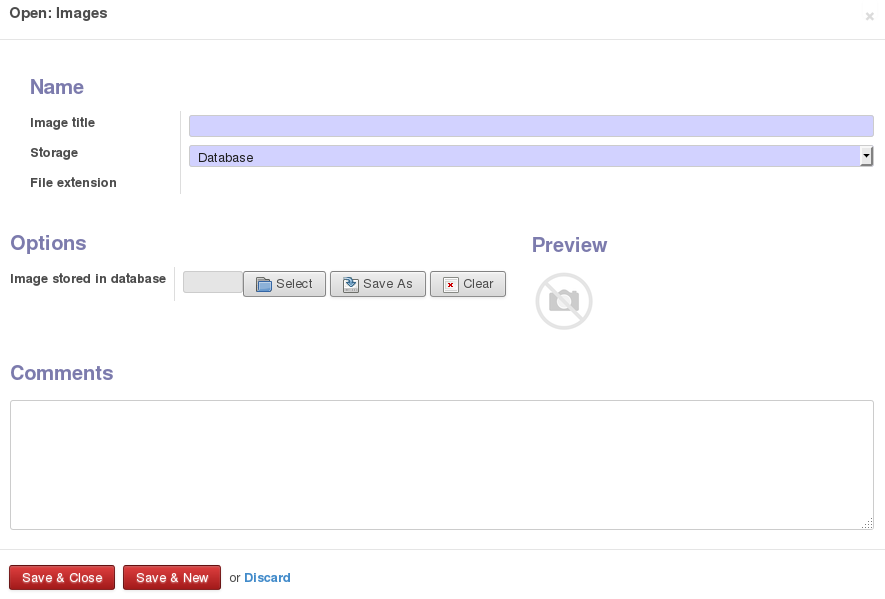 Open: Images ×
Name
Image title
Storage Database
File extension
Options
Preview
Image stored in database Select Save As Clear
Comments
Save & Close Save & New or Discard